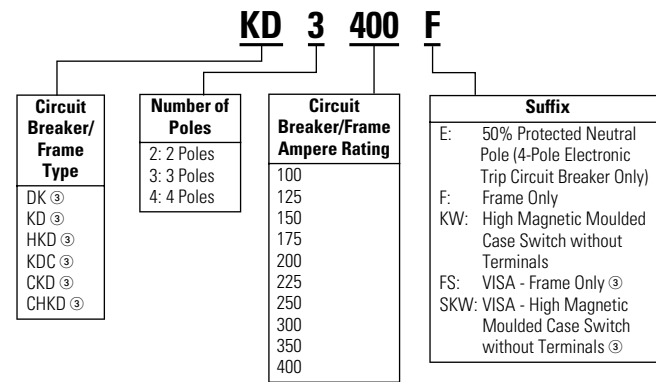 KD 3 400 F
Circuit
Breaker/
Frame
Type
DK ③
KD ③
HKD ③
KDC ③
CKD ③
CHKD ③
Number of
Poles
2: 2 Poles
3: 3 Poles
4: 4 Poles
Circuit
Breaker/Frame
Ampere Rating
100
125
150
175
200
225
250
300
350
400
Suffix
E: 50% Protected Neutral
Pole (4-Pole Electronic
Trip Circuit Breaker Only)
F: Frame Only
KW: High Magnetic Moulded
Case Switch without
Terminals
FS: VISA - Frame Only ③
SKW: VISA - High Magnetic
Moulded Case Switch
without Terminals ③